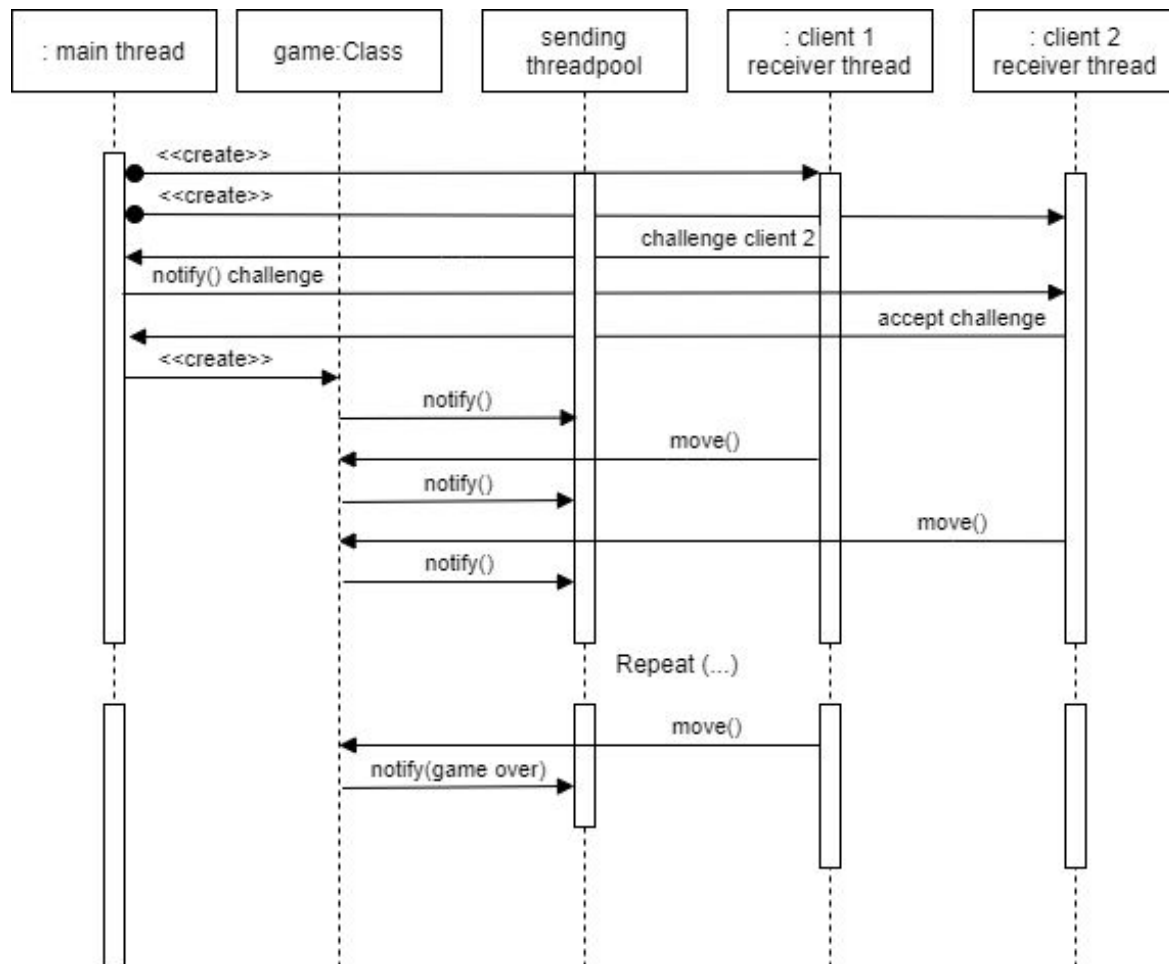 : main thread
game:Class
sending
threadpool
: client 1
receiver thread
: client 2
receiver thread
<<create>>
<<create>>
challenge client 2
notify() challenge
accept challenge
<<create>>
notify()
move()
notify()
move()
notify()
Repeat (...)
move()
notify(game over)